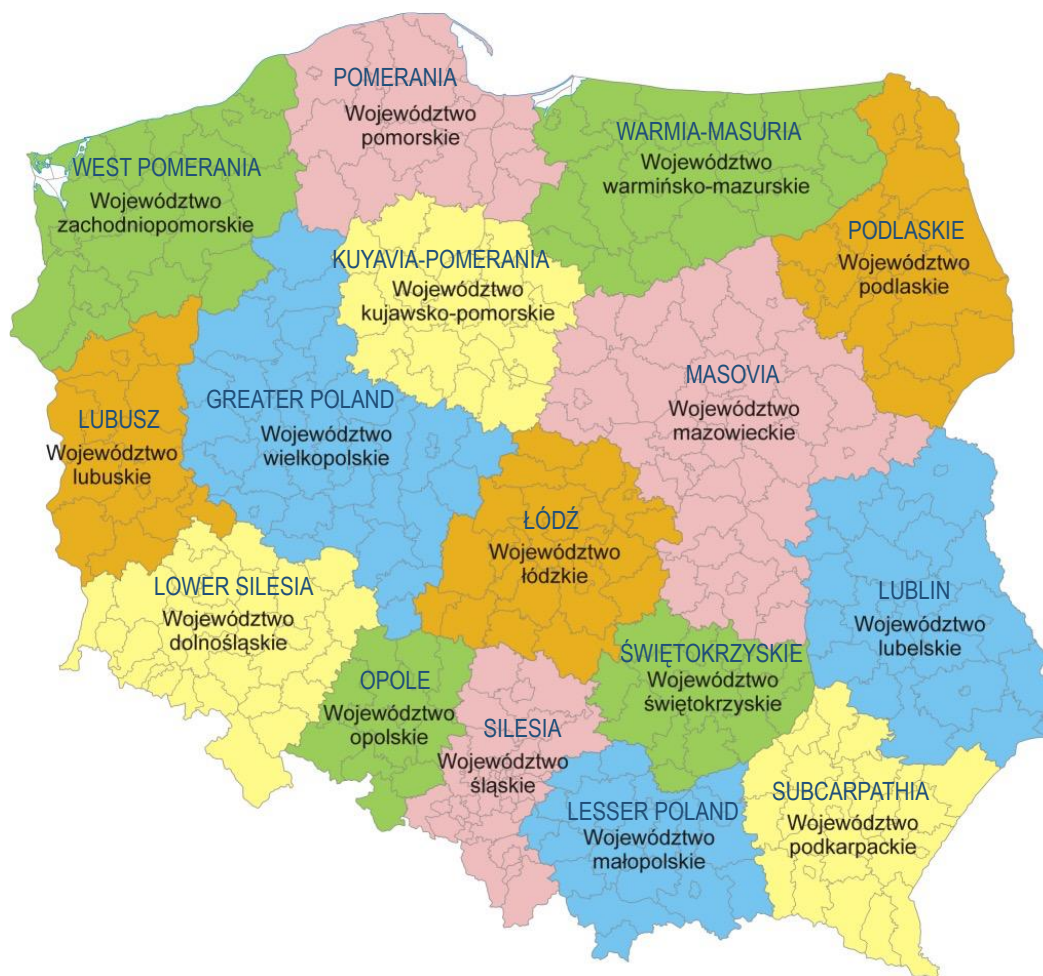 POMERANIA
Województwo
pomorskie
WARMIA-MASURIA
Województwo
warmińsko-mazurskie
WEST POMERANIA
Województwo
zachodniopomorskie
PODLASKIE
Województwo
podlaskie
KUYAVIA-POMERANIA
Województwo
kujawsko-pomorskie
MASOVIA
Województwo
mazowieckie
GREATER POLAND
Województwo
wielkopolskie
LUBUSZ
Województwo
lubuskie
ŁÓDŹ
Województwo
łódzkie
LOWER SILESIA
Województwo
dolnośląskie
LUBLIN
Województwo
lubelskie
ŚWIĘTOKRZYSKIE
Województwo
świętokrzyskie
OPOLE
Województwo
opolskie
SILESIA
Województwo
śląskie
SUBCARPATHIA
Województwo
podkarpackie
LESSER POLAND
Województwo
małopolskie